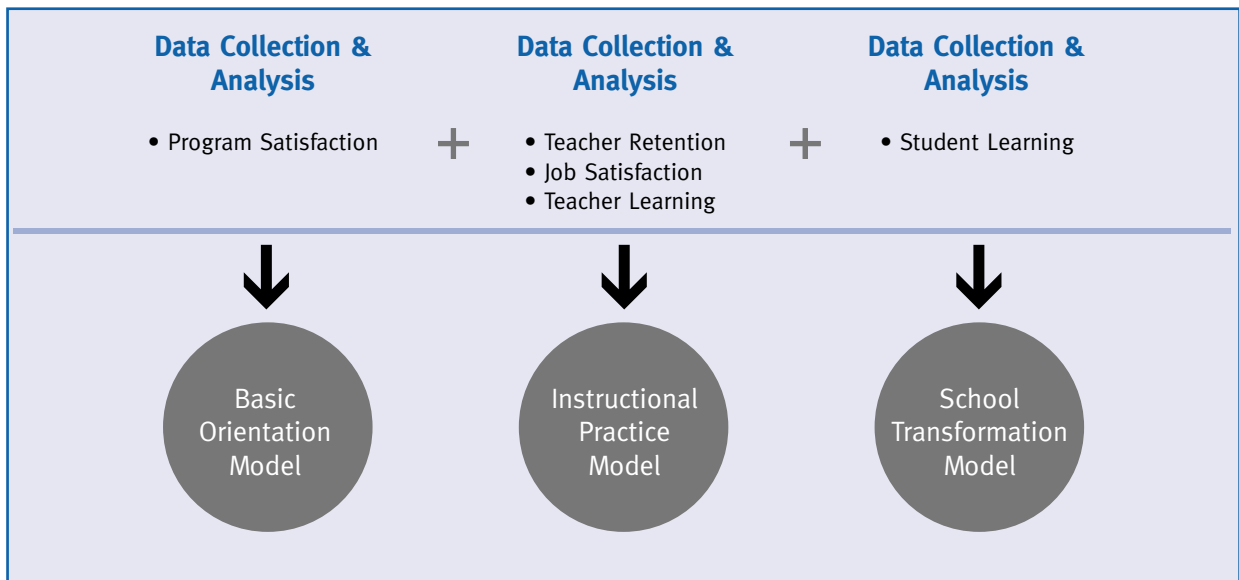 Data Collection &
Analysis
• Program Satisfaction
+
Data Collection &
Analysis
• Teacher Retention
• Job Satisfaction
• Teacher Learning
+
Data Collection &
Analysis
• Student Learning
Basic
Orientation
Model
Instructional
Practice
Model
School
Transformation
Model